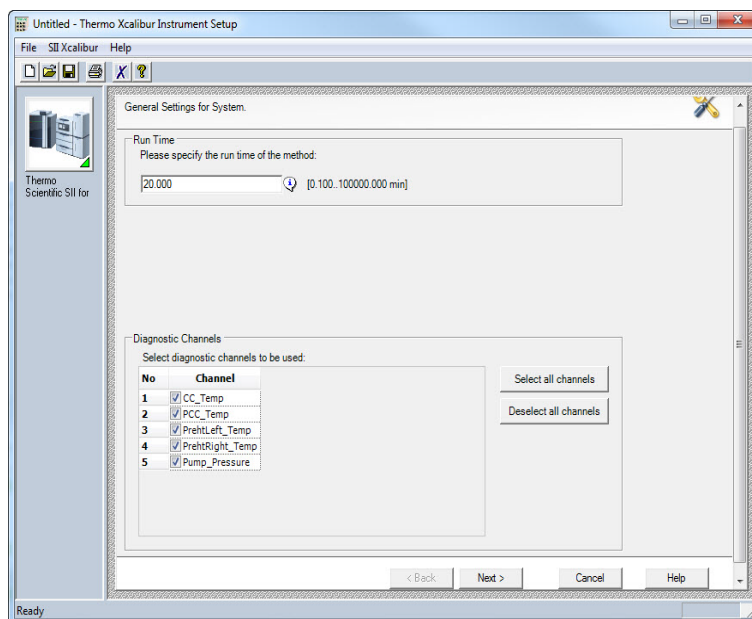 Untitled - Thermo Xcalibur Instrument Setup
File SII Xcalibur Help
General Settings for System.
Run Time
Please specify the run time of the method:
20.000 [0.100..100000.000 min]
Thermo
Scientific SII for
Diagnostic Channels
Select diagnostic channels to be used:
No Channel
1 CC_Temp
2 PCC_Temp
3 PrehtLeft_Temp
4 PrehtRight_Temp
5 Pump_Pressure
Select all channels
Deselect all channels
< Back Next > Cancel Help
Ready